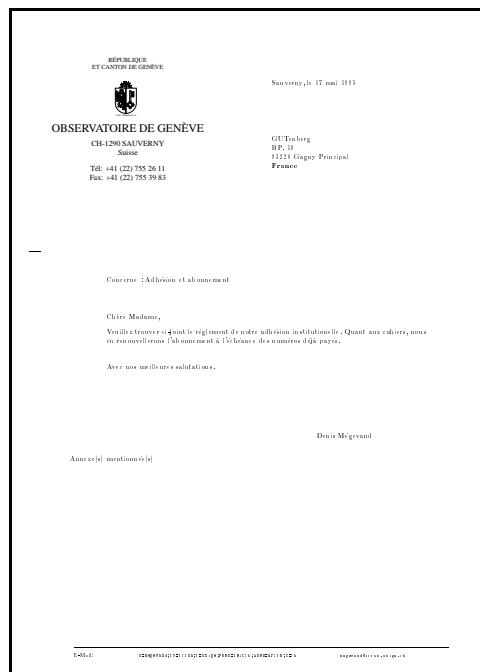 RÉPUBLIQUE
ET CANTON DE GENÈVE
OBSERVATOIRE DE GENÈVE
CH-1290 SAUVERNY
Suisse
Tél: +41 (22) 755 26 11
Fax: +41 (22) 755 39 83
Sauverny, le 17 mai 1995
GUTenberg
BP. 10
93220 Gagny Principal
France
Concerne : Adhésion et abonnement
Chère Madame,
Veuillez trouver ci-joint le règlement de notre adhésion institutionelle. Quant aux cahiers, nous
en renouvellerons l'abonnement à l'échéance des numéros déjà payés.
Avec nos meilleures salutations.
Denis Mégevand
Annexe(s) mentionnée(s)
E-Mail: